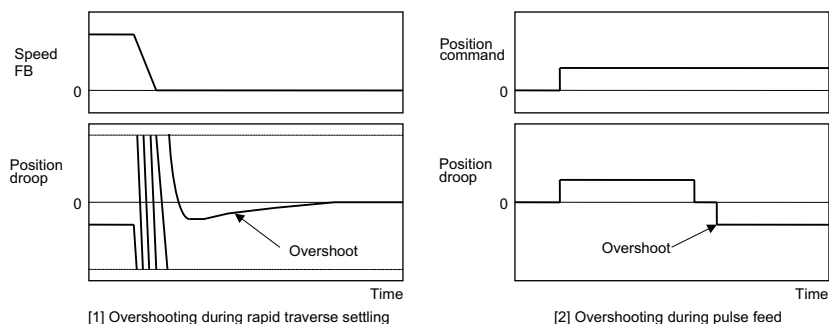 Speed
FB
0
Position
droop
0
Overshoot
Time
[1] Overshooting during rapid traverse settling
Position
command
0
Position
droop
0
Overshoot
Time
[2] Overshooting during pulse feed